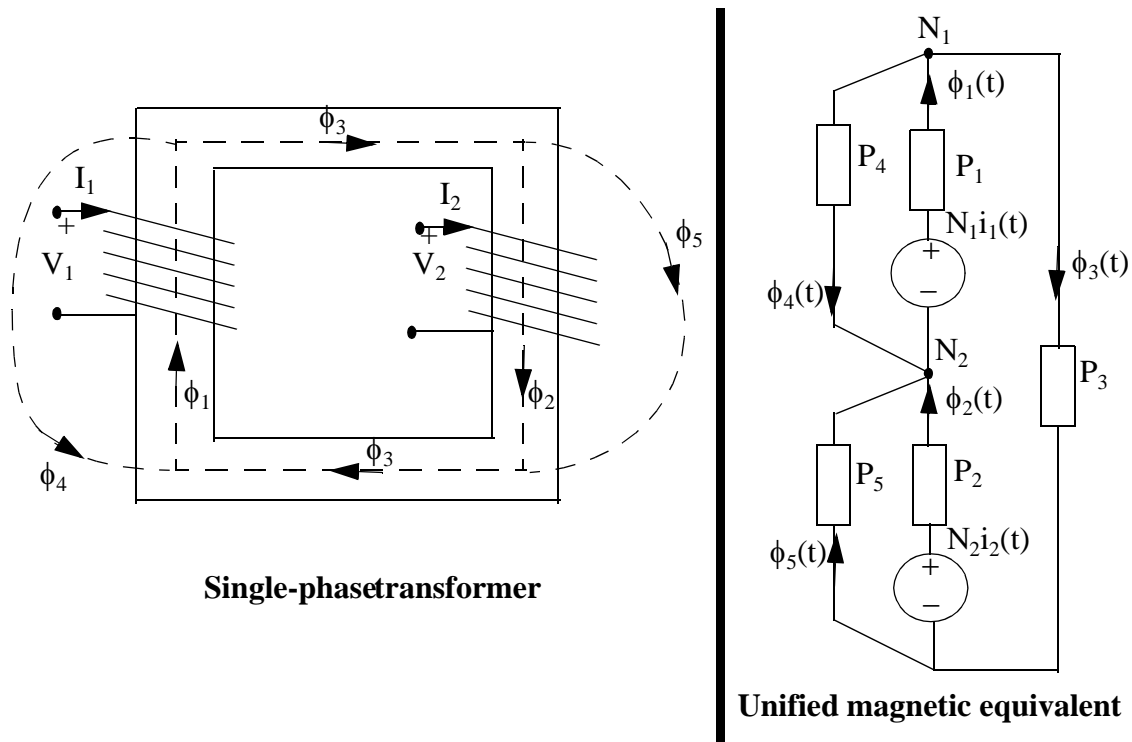 ϕ₃
I₁
+
V₁
I₂
+
V₂
ϕ₅
ϕ₁
ϕ₂
ϕ₃
ϕ₄
Single-phasetransformer
N₁
ϕ₁(t)
P₄
P₁
N₁i₁(t)
+
−
ϕ₃(t)
ϕ₄(t)
N₂
P₃
ϕ₂(t)
P₅
P₂
N₂i₂(t)
ϕ₅(t)
+
−
Unified magnetic equivalent